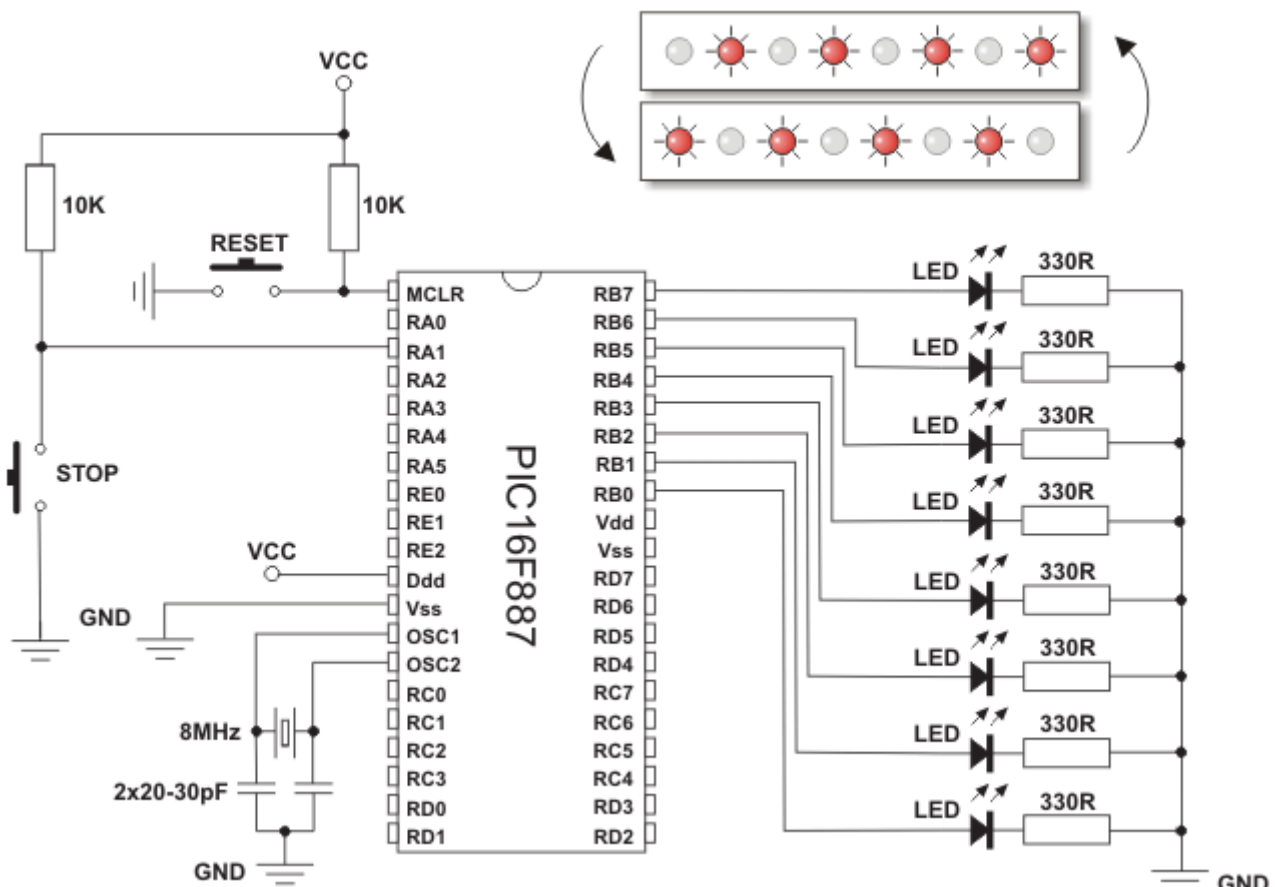 VCC
10K
10K
RESET
STOP
VCC
GND
8MHz
2x20-30pF
GND
MCLR
RA0
RA1
RA2
RA3
RA4
RA5
RE0
RE1
RE2
Ddd
Vss
OSC1
OSC2
RC0
RC1
RC2
RC3
RD0
RD1
PIC16F887
RB7
RB6
RB5
RB4
RB3
RB2
RB1
RB0
Vdd
Vss
RD7
RD6
RD5
RD4
RC7
RC6
RC5
RC4
RD3
RD2
LED 330R
LED 330R
LED 330R
LED 330R
LED 330R
LED 330R
LED 330R
LED 330R
GND